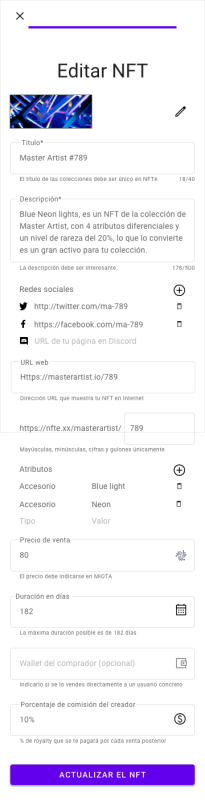 Editar NFT
Título*
Master Artist #789
El título de las colecciones debe ser único en NFTe 18/40
Descripción*
Blue Neon lights, es un NFT de la colección de
Master Artist, con 4 atributos diferenciales y
un nivel de rareza del 20%, lo que lo convierte
es un gran activo para tu colección.
La descripción debe ser interesante. 178/500
Redes sociales
http://twitter.com/ma-789
https://facebook.com/ma-789
URL de tu página en Discord
URL web
Https://masterartist.io/789
Dirección URL que muestra tu NFT en Internet
https://nfte.xx/masterartist/ 789
Mayúsculas, minúsculas, cifras y guiones únicamente
Atributos
Accesorio Blue light
Accesorio Neon
Tipo Valor
Precio de venta
80
El precio debe indicarse en MIOTA
Duración en días
182
La máxima duración posible es de 182 días
Wallet del comprador (opcional)
Indicarlo si se lo vendes directamente a un usuario concreto
Porcentaje de comisión del creador
10%
% de royalty que se te pagará por cada venta posterior
ACTUALIZAR EL NFT